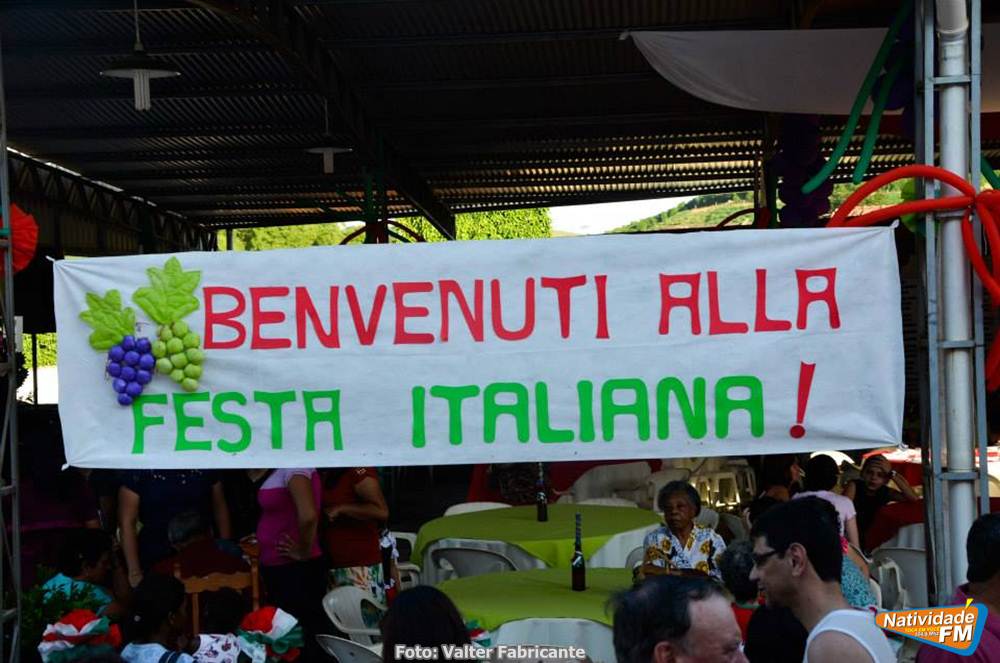 BENVENUTI ALLA
FESTA ITALIANA!
Natividade
FM
Foto: Valter Fabricante